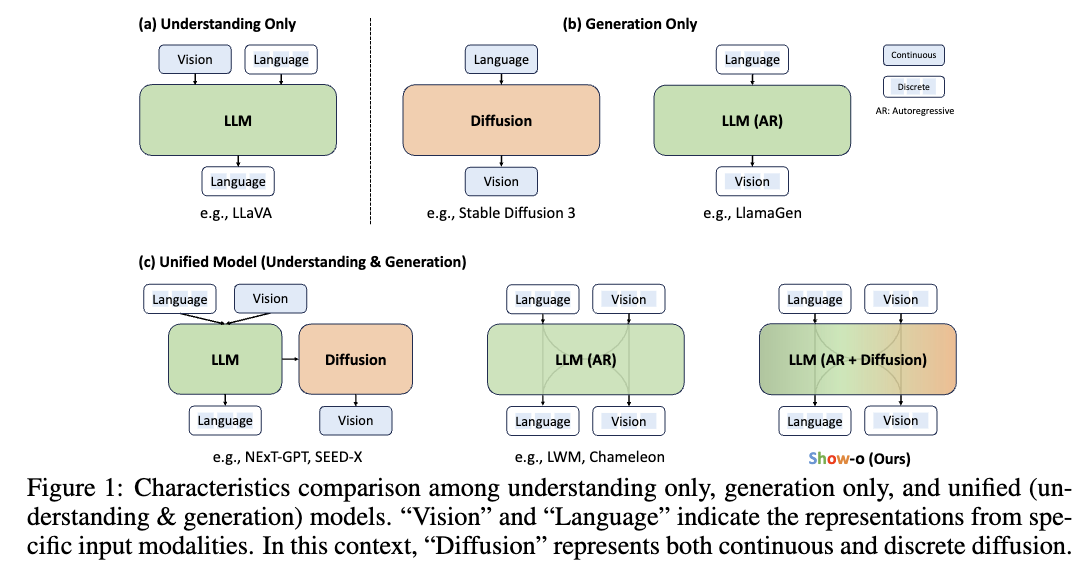 (a) Understanding Only
(b) Generation Only
Vision
Language
LLM
Language
e.g., LLaVA
Language
Diffusion
Vision
e.g., Stable Diffusion 3
Language
LLM (AR)
Vision
e.g., LlamaGen
Continuous
Discrete
AR: Autoregressive
(c) Unified Model (Understanding & Generation)
Language
Vision
LLM
Diffusion
Language
Vision
e.g., NExT-GPT, SEED-X
Language
Vision
LLM (AR)
Language
Vision
e.g., LWM, Chameleon
Language
Vision
LLM (AR + Diffusion)
Language
Vision
Show-o (Ours)
Figure 1: Characteristics comparison among understanding only, generation only, and unified (un-
derstanding & generation) models. “Vision” and “Language” indicate the representations from spe-
cific input modalities. In this context, “Diffusion” represents both continuous and discrete diffusion.